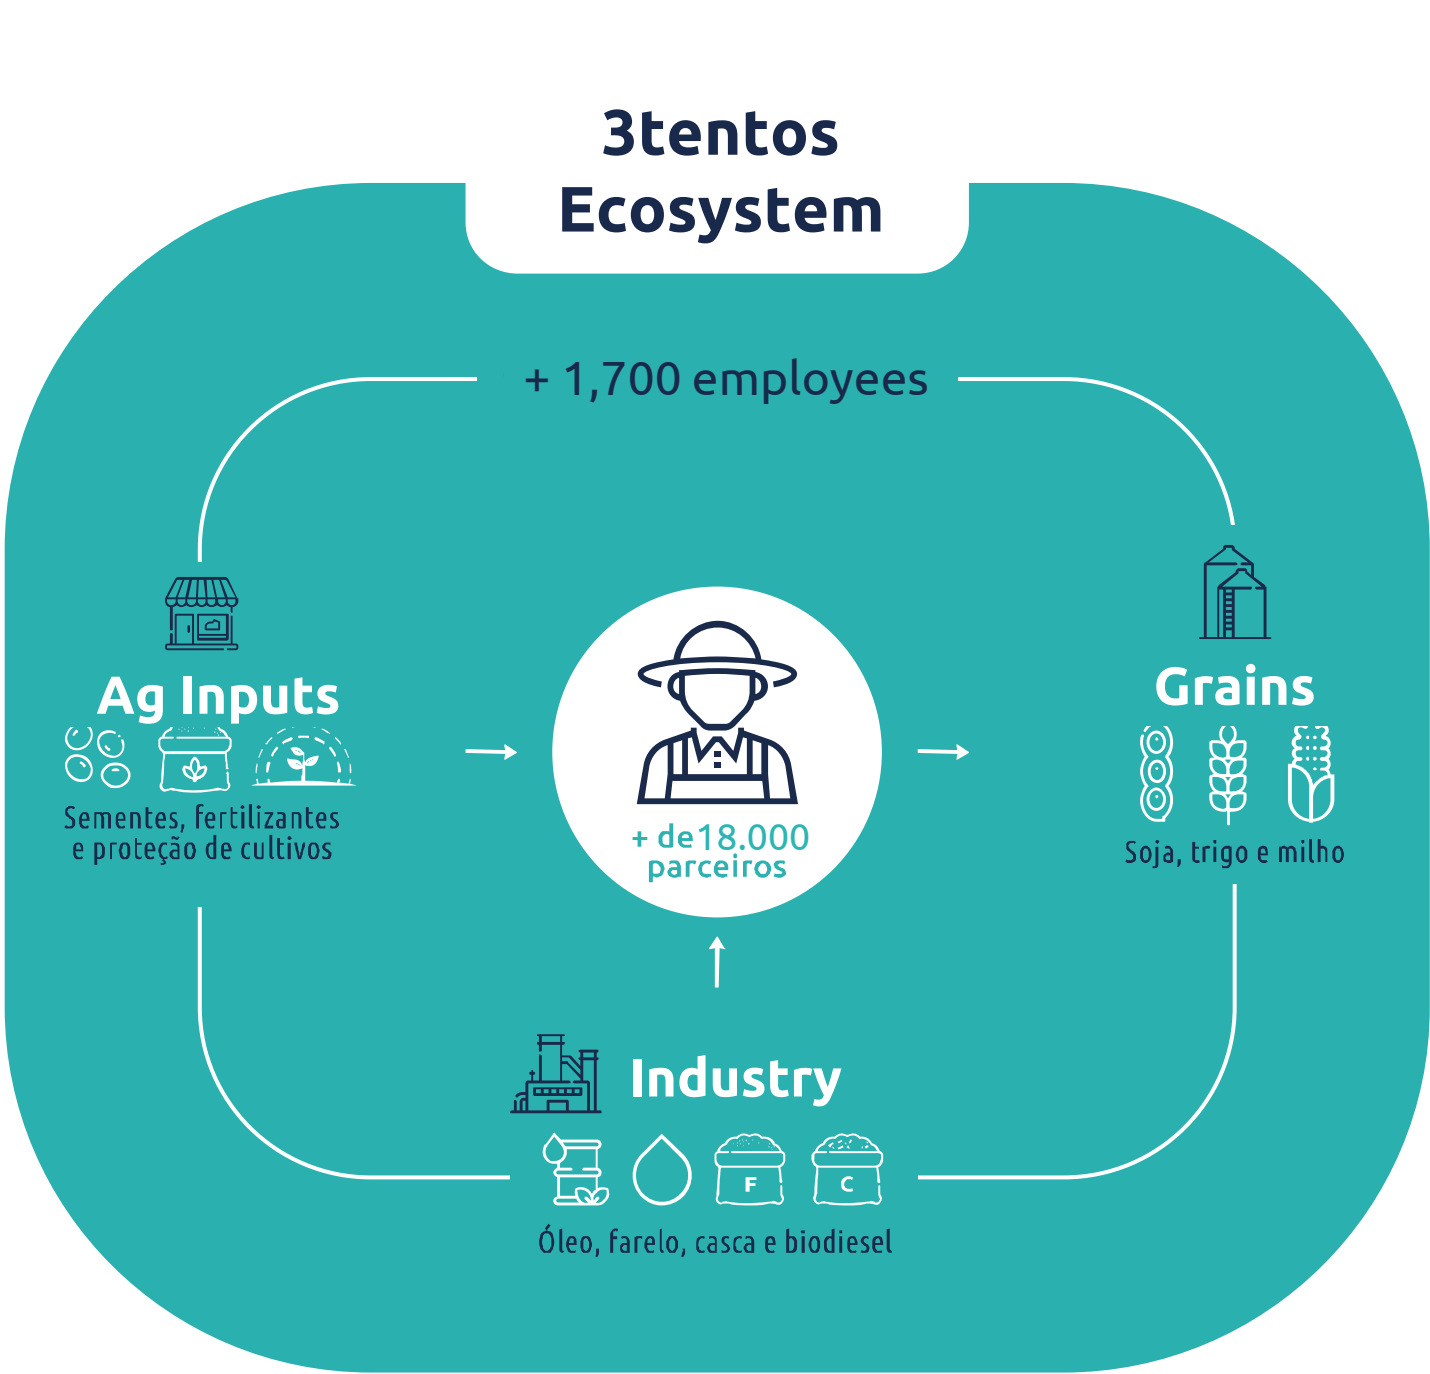 3tentos
Ecosystem
+ 1,700 employees
Ag Inputs
Sementes, fertilizantes
e proteção de cultivos
+ de 18.000
parceiros
Grains
Soja, trigo e milho
Industry
F
C
Óleo, farelo, casca e biodiesel